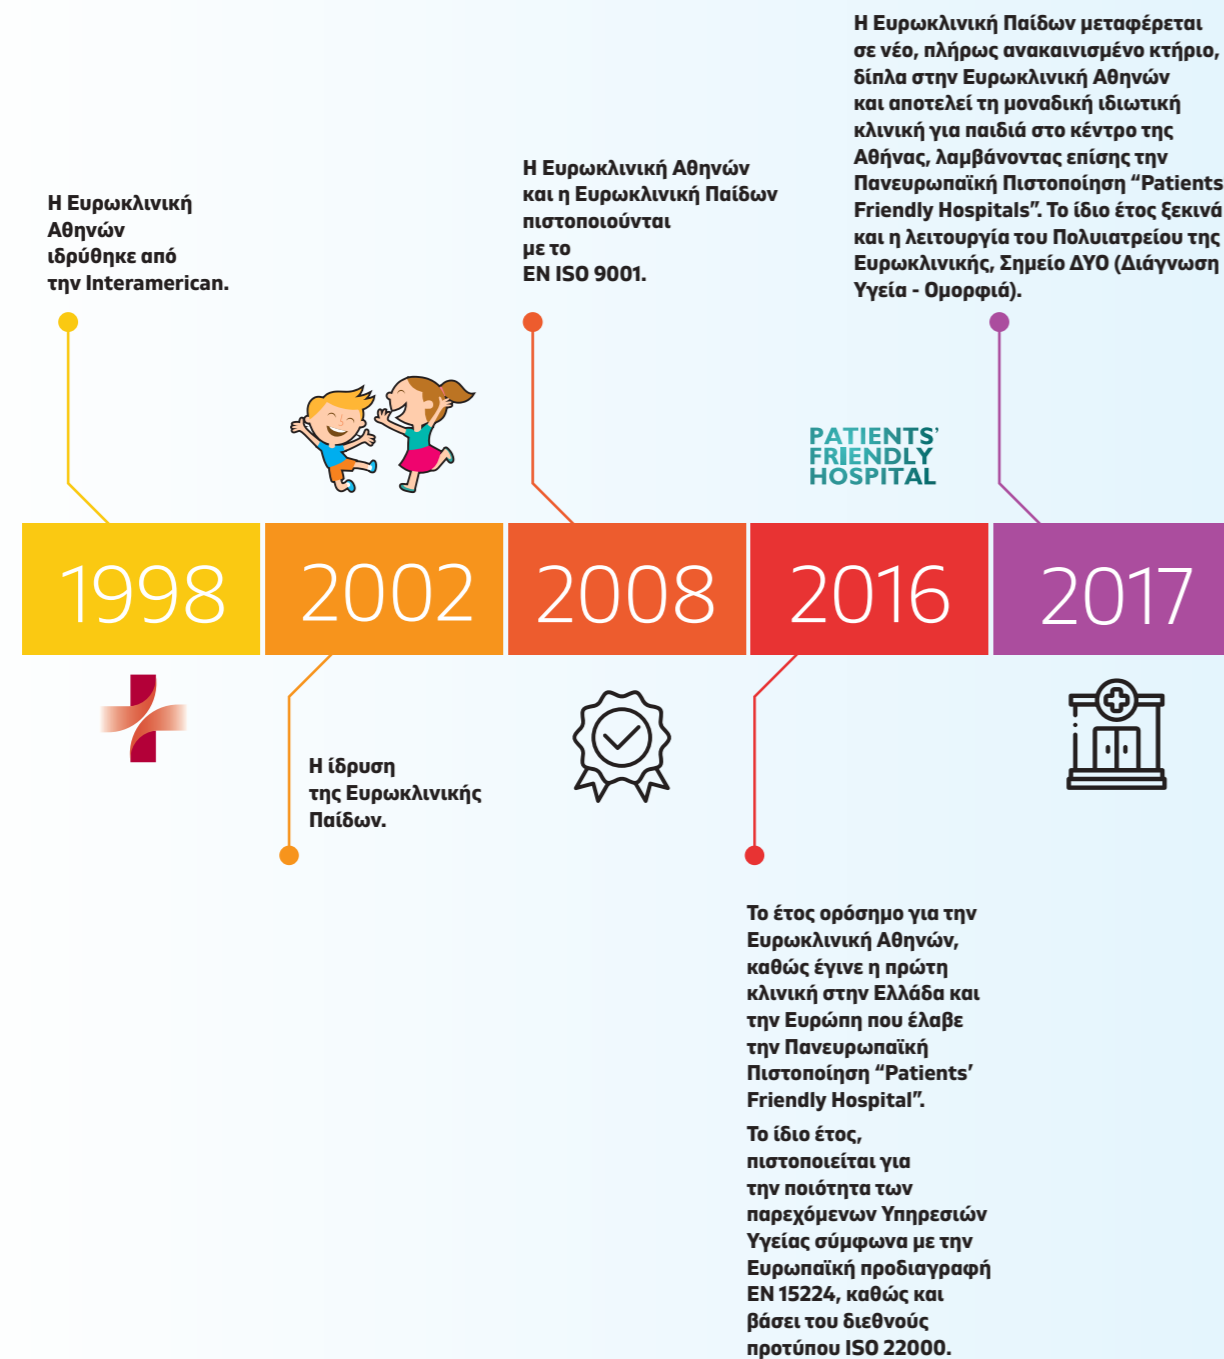 Η Ευρωκλινική
Αθηνών
ιδρύθηκε από
την Interamerican.
Η Ευρωκλινική Αθηνών
και η Ευρωκλινική Παίδων
πιστοποιούνται
με το
EN ISO 9001.
Η Ευρωκλινική Παίδων μεταφέρεται
σε νέο, πλήρως ανακαινισμένο κτήριο,
δίπλα στην Ευρωκλινική Αθηνών
και αποτελεί τη μοναδική ιδιωτική
κλινική για παιδιά στο κέντρο της
Αθήνας, λαμβάνοντας επίσης την
Πανευρωπαϊκή Πιστοποίηση “Patients
Friendly Hospitals”. Το ίδιο έτος ξεκινά
και η λειτουργία του Πολυιατρείου της
Ευρωκλινικής, Σημείο ΔΥΟ (Διάγνωση
Υγεία - Ομορφιά).
PATIENTS’
FRIENDLY
HOSPITAL
1998
2002
2008
2016
2017
Η ίδρυση
της Ευρωκλινικής
Παίδων.
Το έτος ορόσημο για την
Ευρωκλινική Αθηνών,
καθώς έγινε η πρώτη
κλινική στην Ελλάδα και
την Ευρώπη που έλαβε
την Πανευρωπαϊκή
Πιστοποίηση “Patients’
Friendly Hospital”.
Το ίδιο έτος,
πιστοποιείται για
την ποιότητα των
παρεχόμενων Υπηρεσιών
Υγείας σύμφωνα με την
Ευρωπαϊκή προδιαγραφή
EN 15224, καθώς και
βάσει του διεθνούς
προτύπου ISO 22000.